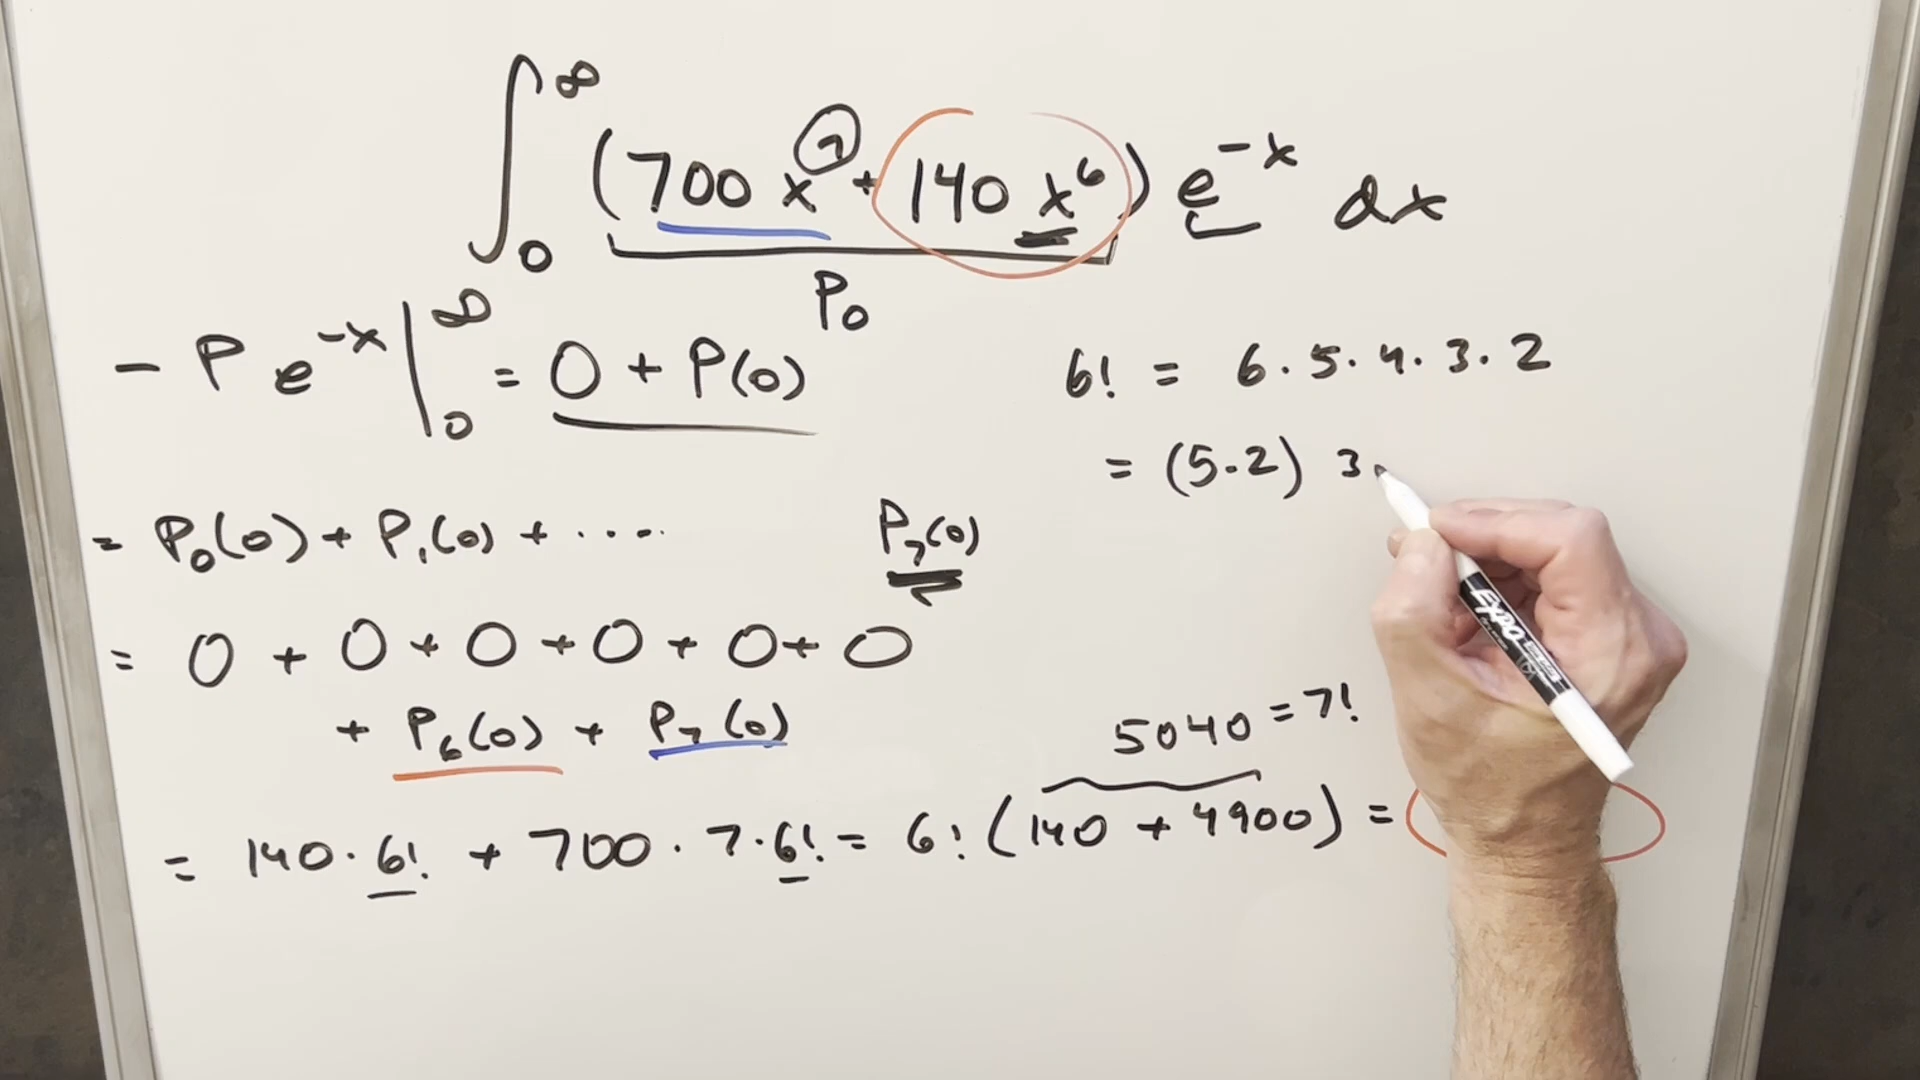 ∫₀^∞ (700 x⁷ + 140 x⁶) e⁻ˣ dx
P₀
- P e⁻ˣ |₀^∞ = 0 + P(0)
6! = 6 · 5 · 4 · 3 · 2
= (5·2) 3 ·
= P₀(0) + P₁(0) + ···· P₇(0)
= 0 + 0 + 0 + 0 + 0 + 0
+ P₆(0) + P₇(0)
5040 = 7!
= 140 · 6! + 700 · 7 · 6! = 6! (140 + 4900) =
EXPO